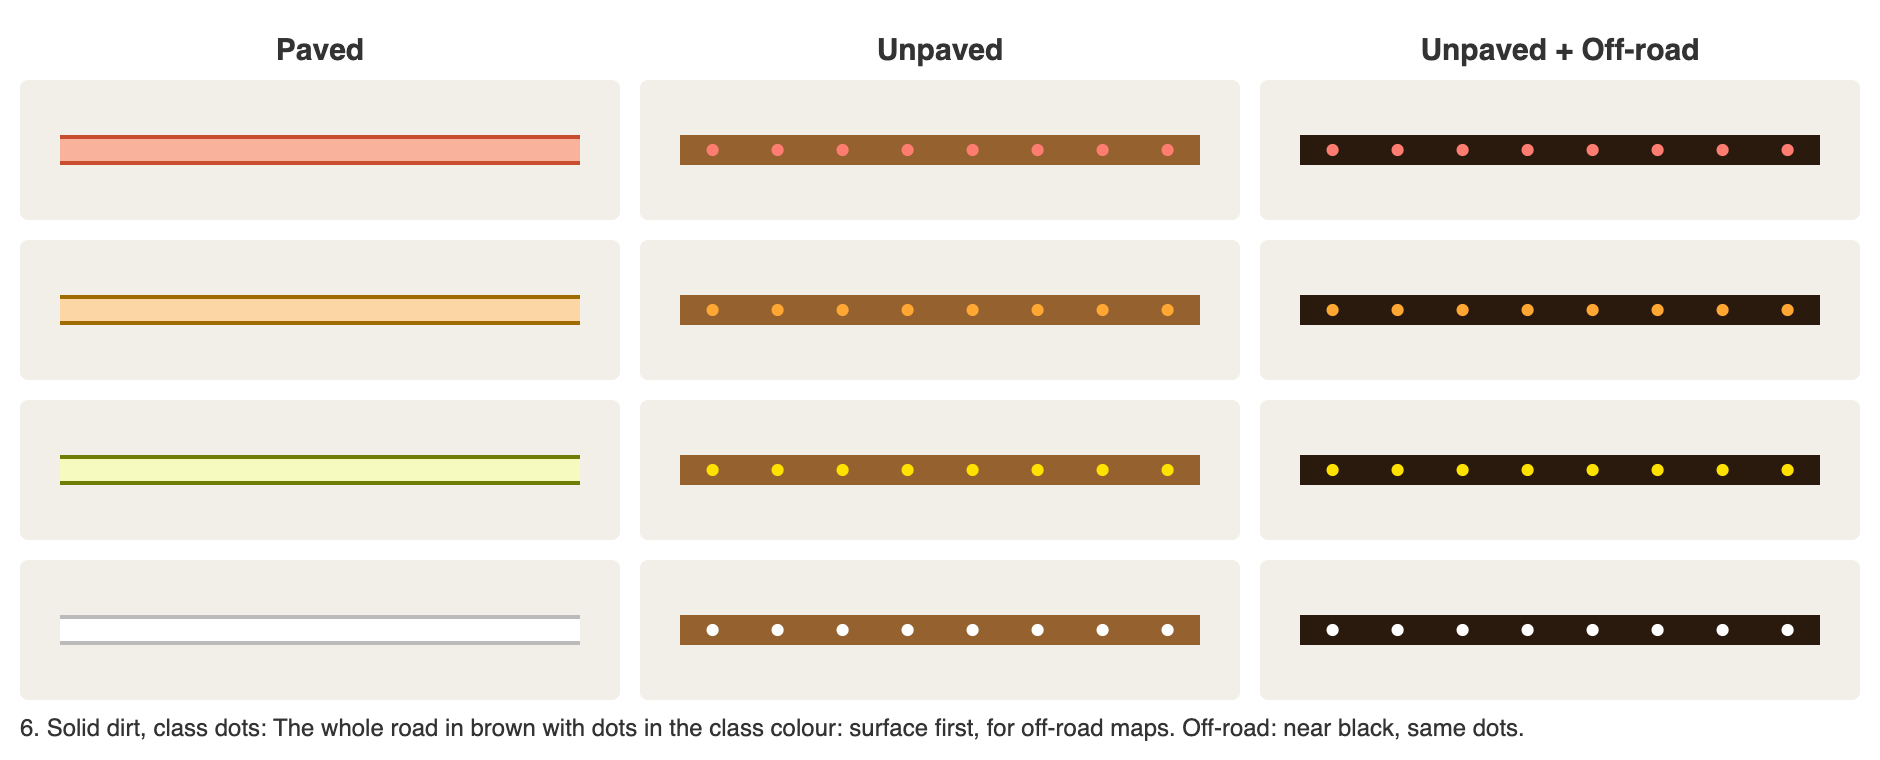 Paved
Unpaved
Unpaved + Off-road
6. Solid dirt, class dots: The whole road in brown with dots in the class colour: surface first, for off-road maps. Off-road: near black, same dots.